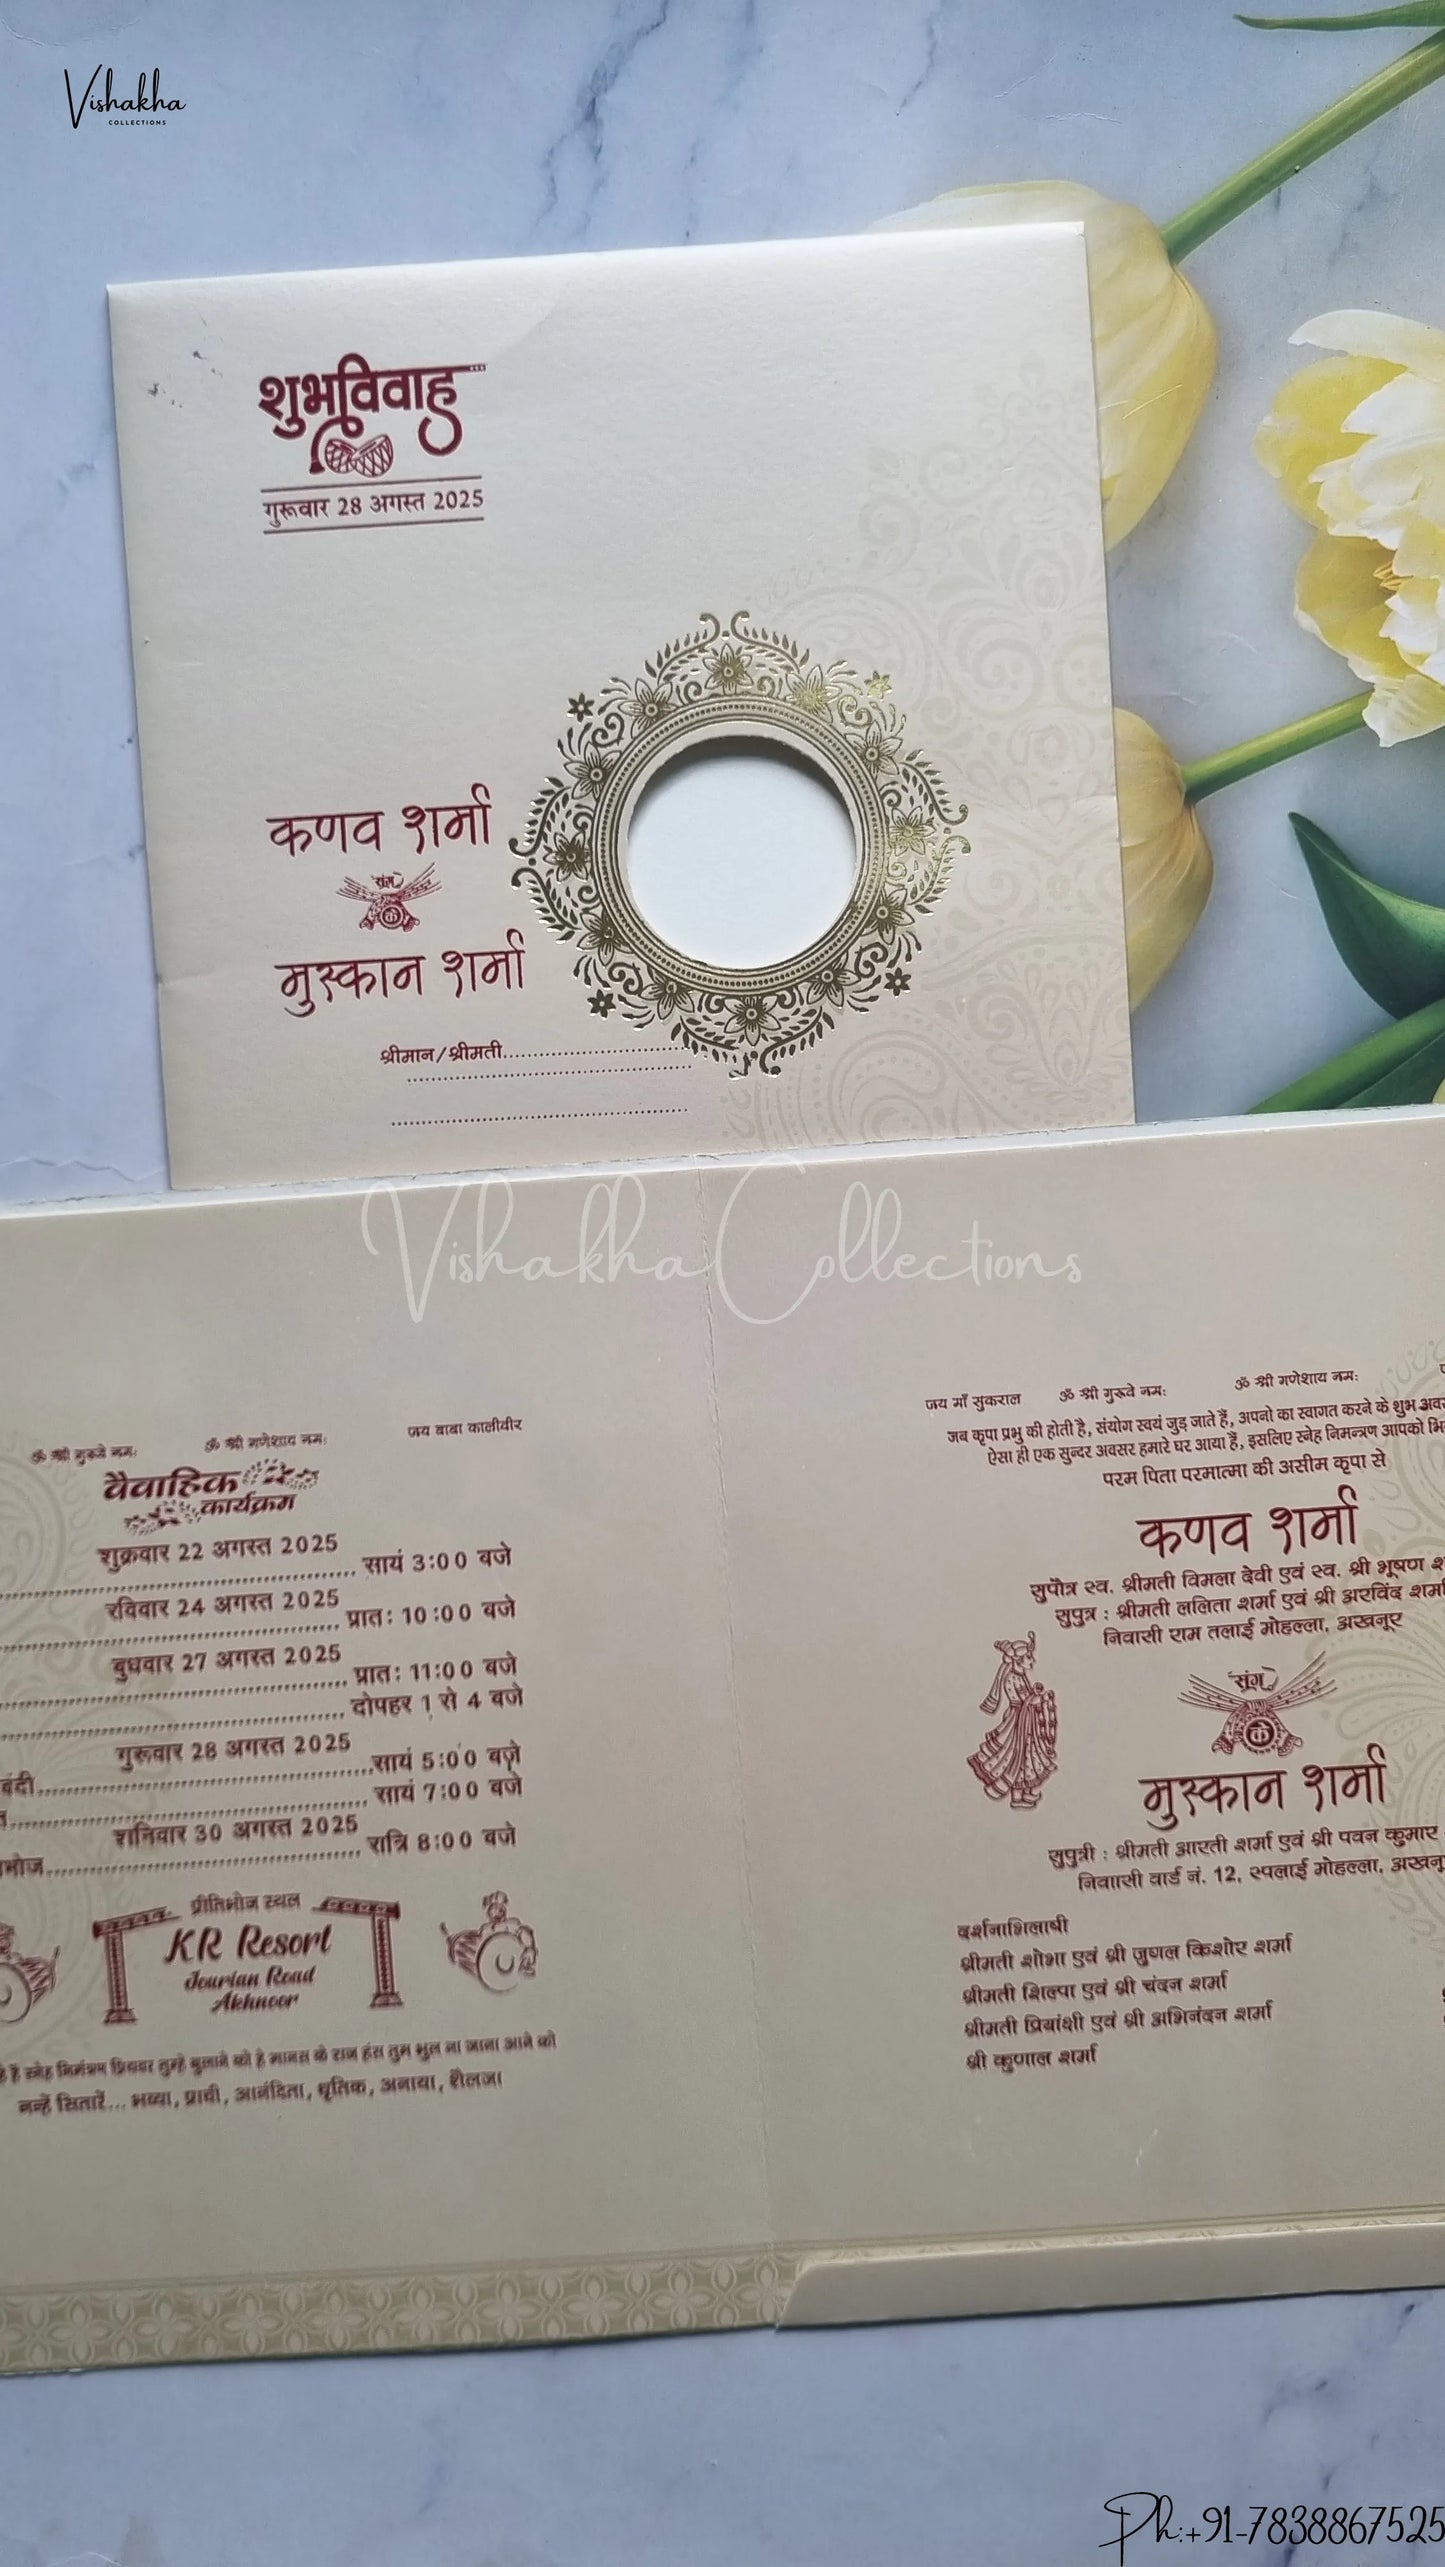 Vishakha
COLLECTIONS
शुभविवाह
गुरूवार 28 अगस्त 2025
कणव शर्मा
संग
मुस्कान शर्मा
श्रीमान/श्रीमती
Vishakha Collections
ॐ श्री गुरूवे नमः ॐ श्री गणेशाय नमः जय बाबा कालीवीर
वैवाहिक
कार्यक्रम
शुक्रवार 22 अगस्त 2025
सायं 3:00 बजे
रविवार 24 अगस्त 2025
प्रातः 10:00 बजे
बुधवार 27 अगस्त 2025
प्रातः 11:00 बजे
दोपहर 1 से 4 बजे
गुरूवार 28 अगस्त 2025
बंदी सायं 5:00 बजे
सायं 7:00 बजे
शनिवार 30 अगस्त 2025
रात्रि 8:00 बजे
प्रीतिभोज स्थल
KR Resort
Jourian Road
Akhnoor
है स्नेह निमंत्रण प्रियवर तुम्हे बुलाने को हे मानस के राज हंस तुम भूल ना जाना आने को
नन्हें सितारें... भव्या, प्राची, आनंदिता, धृतिक, अनाया, शैलजा
जय माँ सुकराल ॐ श्री गुरूवे नमः ॐ श्री गणेशाय नमः
जब कृपा प्रभु की होती है, संयोग स्वयं जुड़ जाते हैं, अपनो का स्वागत करने के शुभ
ऐसा ही एक सुन्दर अवसर हमारे घर आया हैं, इसलिए स्नेह निमन्त्रण आपको
परम पिता परमात्मा की असीम कृपा से
कणव शर्मा
सुपौत्र स्व. श्रीमती विमला देवी एवं स्व. श्री भूषण
सुपुत्र : श्रीमती ललिता शर्मा एवं श्री अरविंद शर्मा
निवासी राम तलाई मोहल्ला, अखनूर
संग
मुस्कान शर्मा
सुपुत्री : श्रीमती आरती शर्मा एवं श्री पवन कुमार
निवासी वार्ड नं. 12, स्पलाई मोहल्ला,
दर्शनाभिलाषी
श्रीमती शोभा एवं श्री जुगल किशोर शर्मा
श्रीमती शिल्पा एवं श्री चंदन शर्मा
श्रीमती प्रियांशी एवं श्री अभिनंदन शर्मा
श्री कुणाल शर्मा
Ph:+91-7838867525